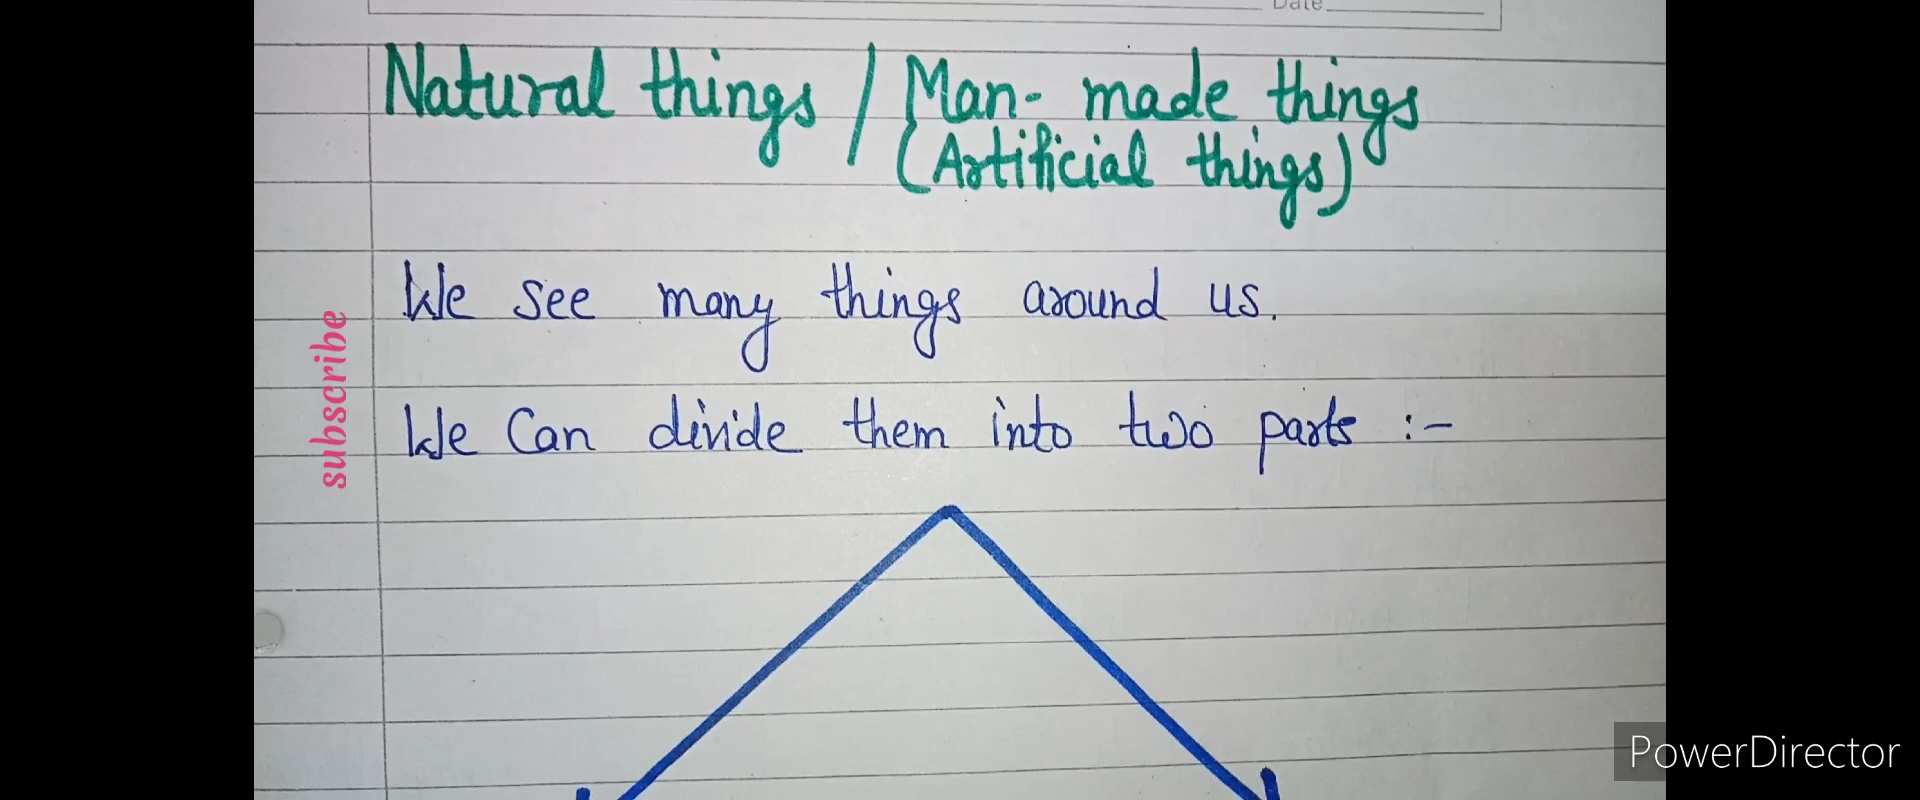 Date
Natural things / Man- made things
(Artificial things)
We see many things around us.
subscribe
We Can divide them into two parts :-
PowerDirector